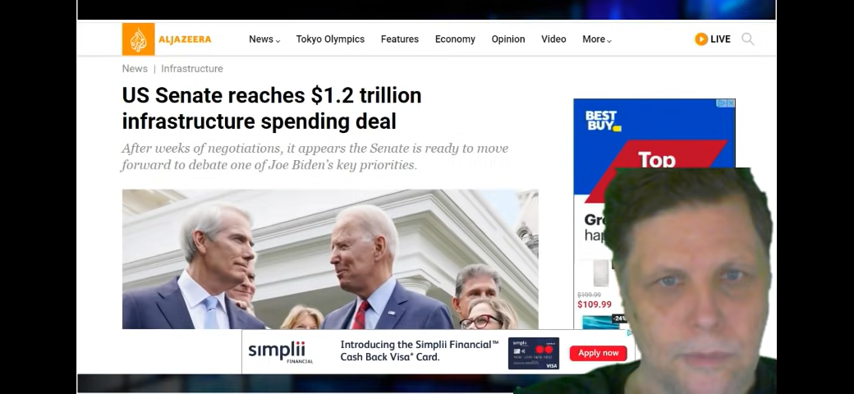 ALJAZEERA
News
Tokyo Olympics
Features
Economy
Opinion
Video
More
LIVE
News | Infrastructure
US Senate reaches $1.2 trillion
infrastructure spending deal
After weeks of negotiations, it appears the Senate is ready to move
forward to debate one of Joe Biden's key priorities.
BEST
BUY
Top
$109.99
-24%
simplii
FINANCIAL
Introducing the Simplii Financial™
Cash Back Visa* Card.
simplii
VISA
Apply now